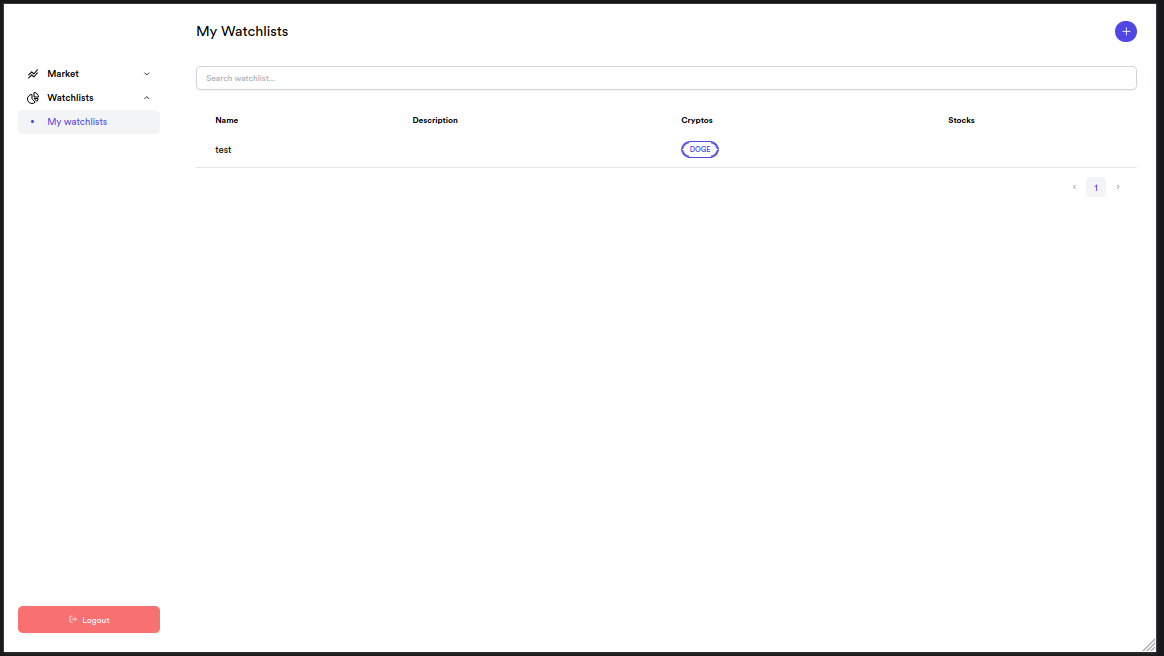 My Watchlists
Market
Watchlists
My watchlists
Search watchlist...
Name Description Cryptos Stocks
test DOGE
1
Logout